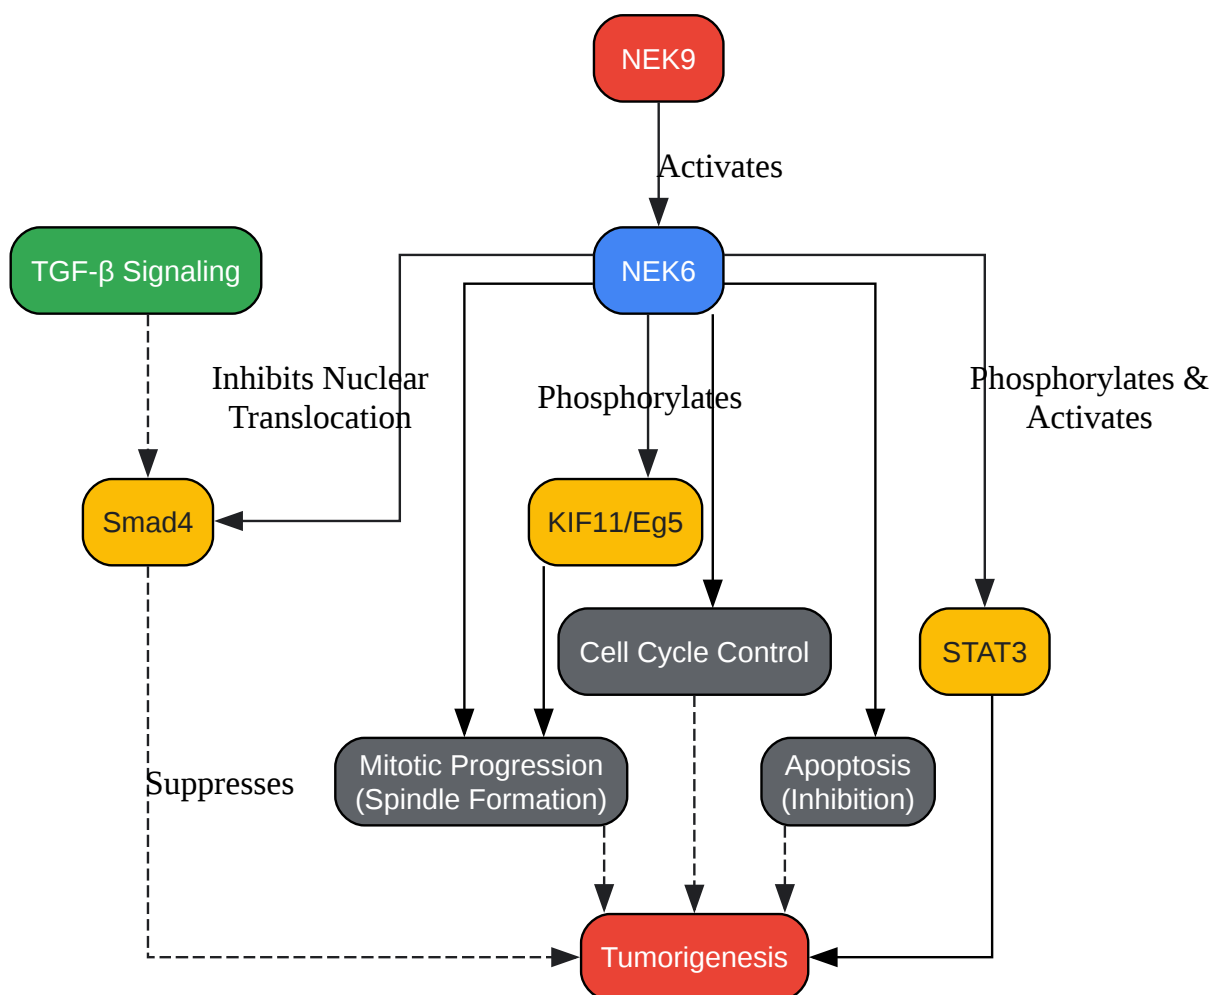 NEK9
Activates
TGF-β Signaling
NEK6
Inhibits Nuclear
Translocation
Phosphorylates
Phosphorylates &
Activates
Smad4
KIF11/Eg5
Cell Cycle Control
STAT3
Suppresses
Mitotic Progression
(Spindle Formation)
Apoptosis
(Inhibition)
Tumorigenesis